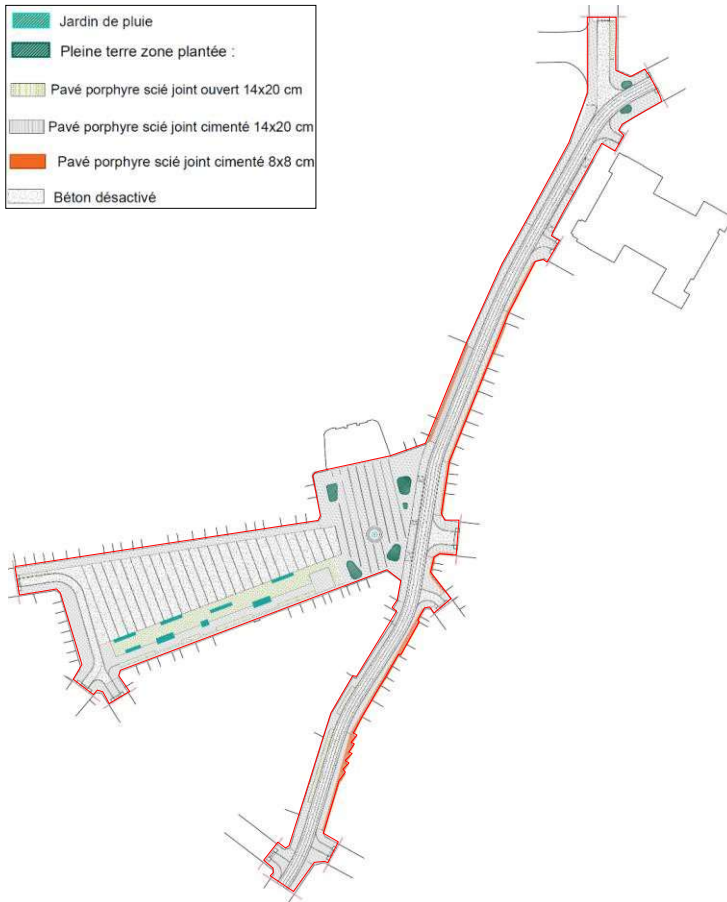 Jardin de pluie
Pleine terre zone plantée :
Pavé porphyre scié joint ouvert 14x20 cm
Pavé porphyre scié joint cimenté 14x20 cm
Pavé porphyre scié joint cimenté 8x8 cm
Béton désactivé